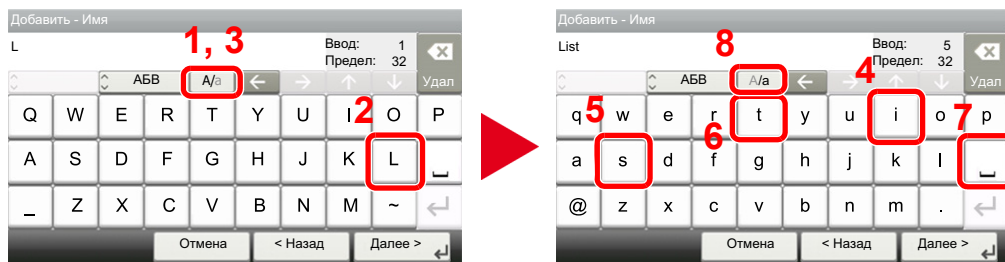 Добавить - Имя
L
1, 3
Ввод: 1
Предел: 32
АБВ
A/a
Удал
Q W E R T Y U I O P
2
A S D F G H J K L
_ Z X C V B N M ~
Отмена
< Назад
Далее >
Добавить - Имя
List
8
Ввод: 5
Предел: 32
4
АБВ
A/a
Удал
q w e r t y u i o p
5
6
7
a s d f g h j k l
@ z x c v b n m .
Отмена
< Назад
Далее >